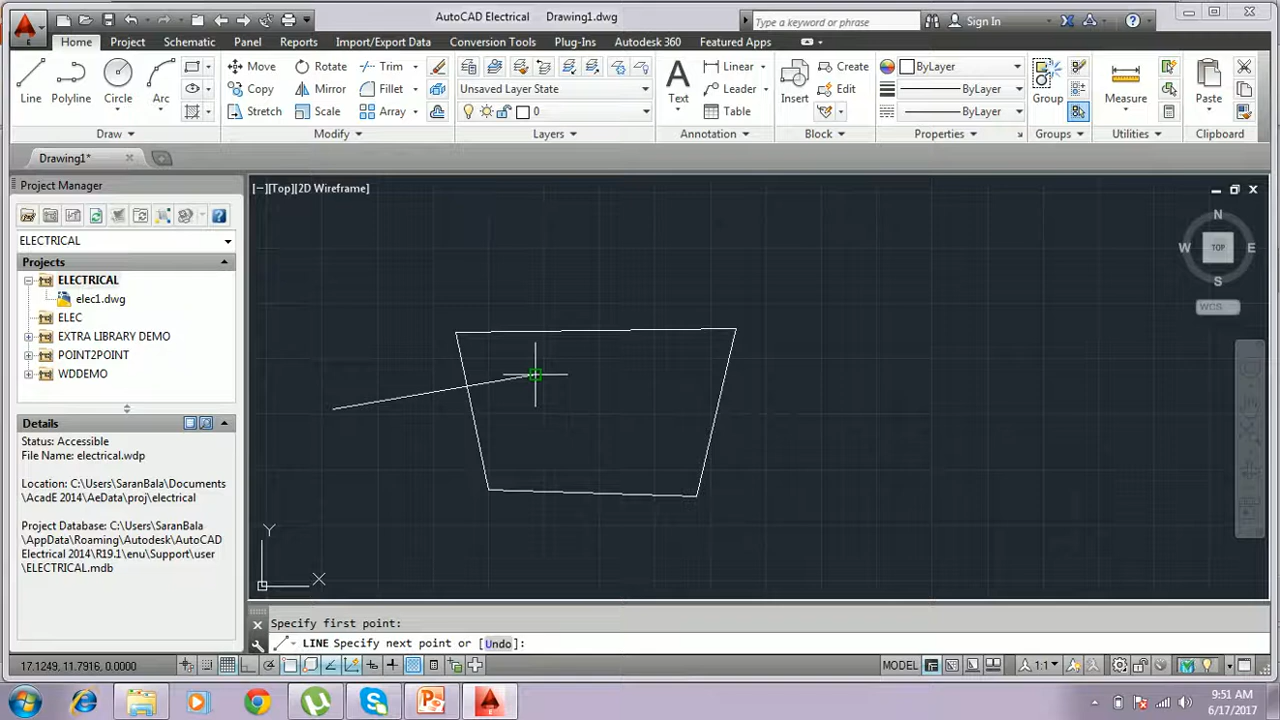 AutoCAD Electrical Drawing1.dwg
Type a keyword or phrase
Sign In
Home Project Schematic Panel Reports Import/Export Data Conversion Tools Plug-Ins Autodesk 360 Featured Apps
Line
Polyline
Circle
Arc
Move
Copy
Stretch
Rotate
Mirror
Scale
Trim
Fillet
Array
Unsaved Layer State
0
Text
Linear
Leader
Table
Insert
Create
Edit
ByLayer
ByLayer
ByLayer
Group
Measure
Paste
Draw
Modify
Layers
Annotation
Block
Properties
Groups
Utilities
Clipboard
Drawing1*
Project Manager
ELECTRICAL
Projects
ELECTRICAL
elec1.dwg
ELEC
EXTRA LIBRARY DEMO
POINT2POINT
WDDEMO
Details
Status: Accessible
File Name: electrical.wdp
Location: C:\Users\SaranBala\Documents
\AcadE 2014\AeData\proj\electrical
Project Database: C:\Users\SaranBala
\AppData\Roaming\Autodesk\AutoCAD
Electrical 2014\R19.1\enu\Support\user
\ELECTRICAL.mdb
[−][Top][2D Wireframe]
N
W
TOP
E
S
WCS
Y
X
Specify first point:
LINE Specify next point or [Undo]:
17.1249, 11.7916, 0.0000
MODEL
1:1
9:51 AM
6/17/2017